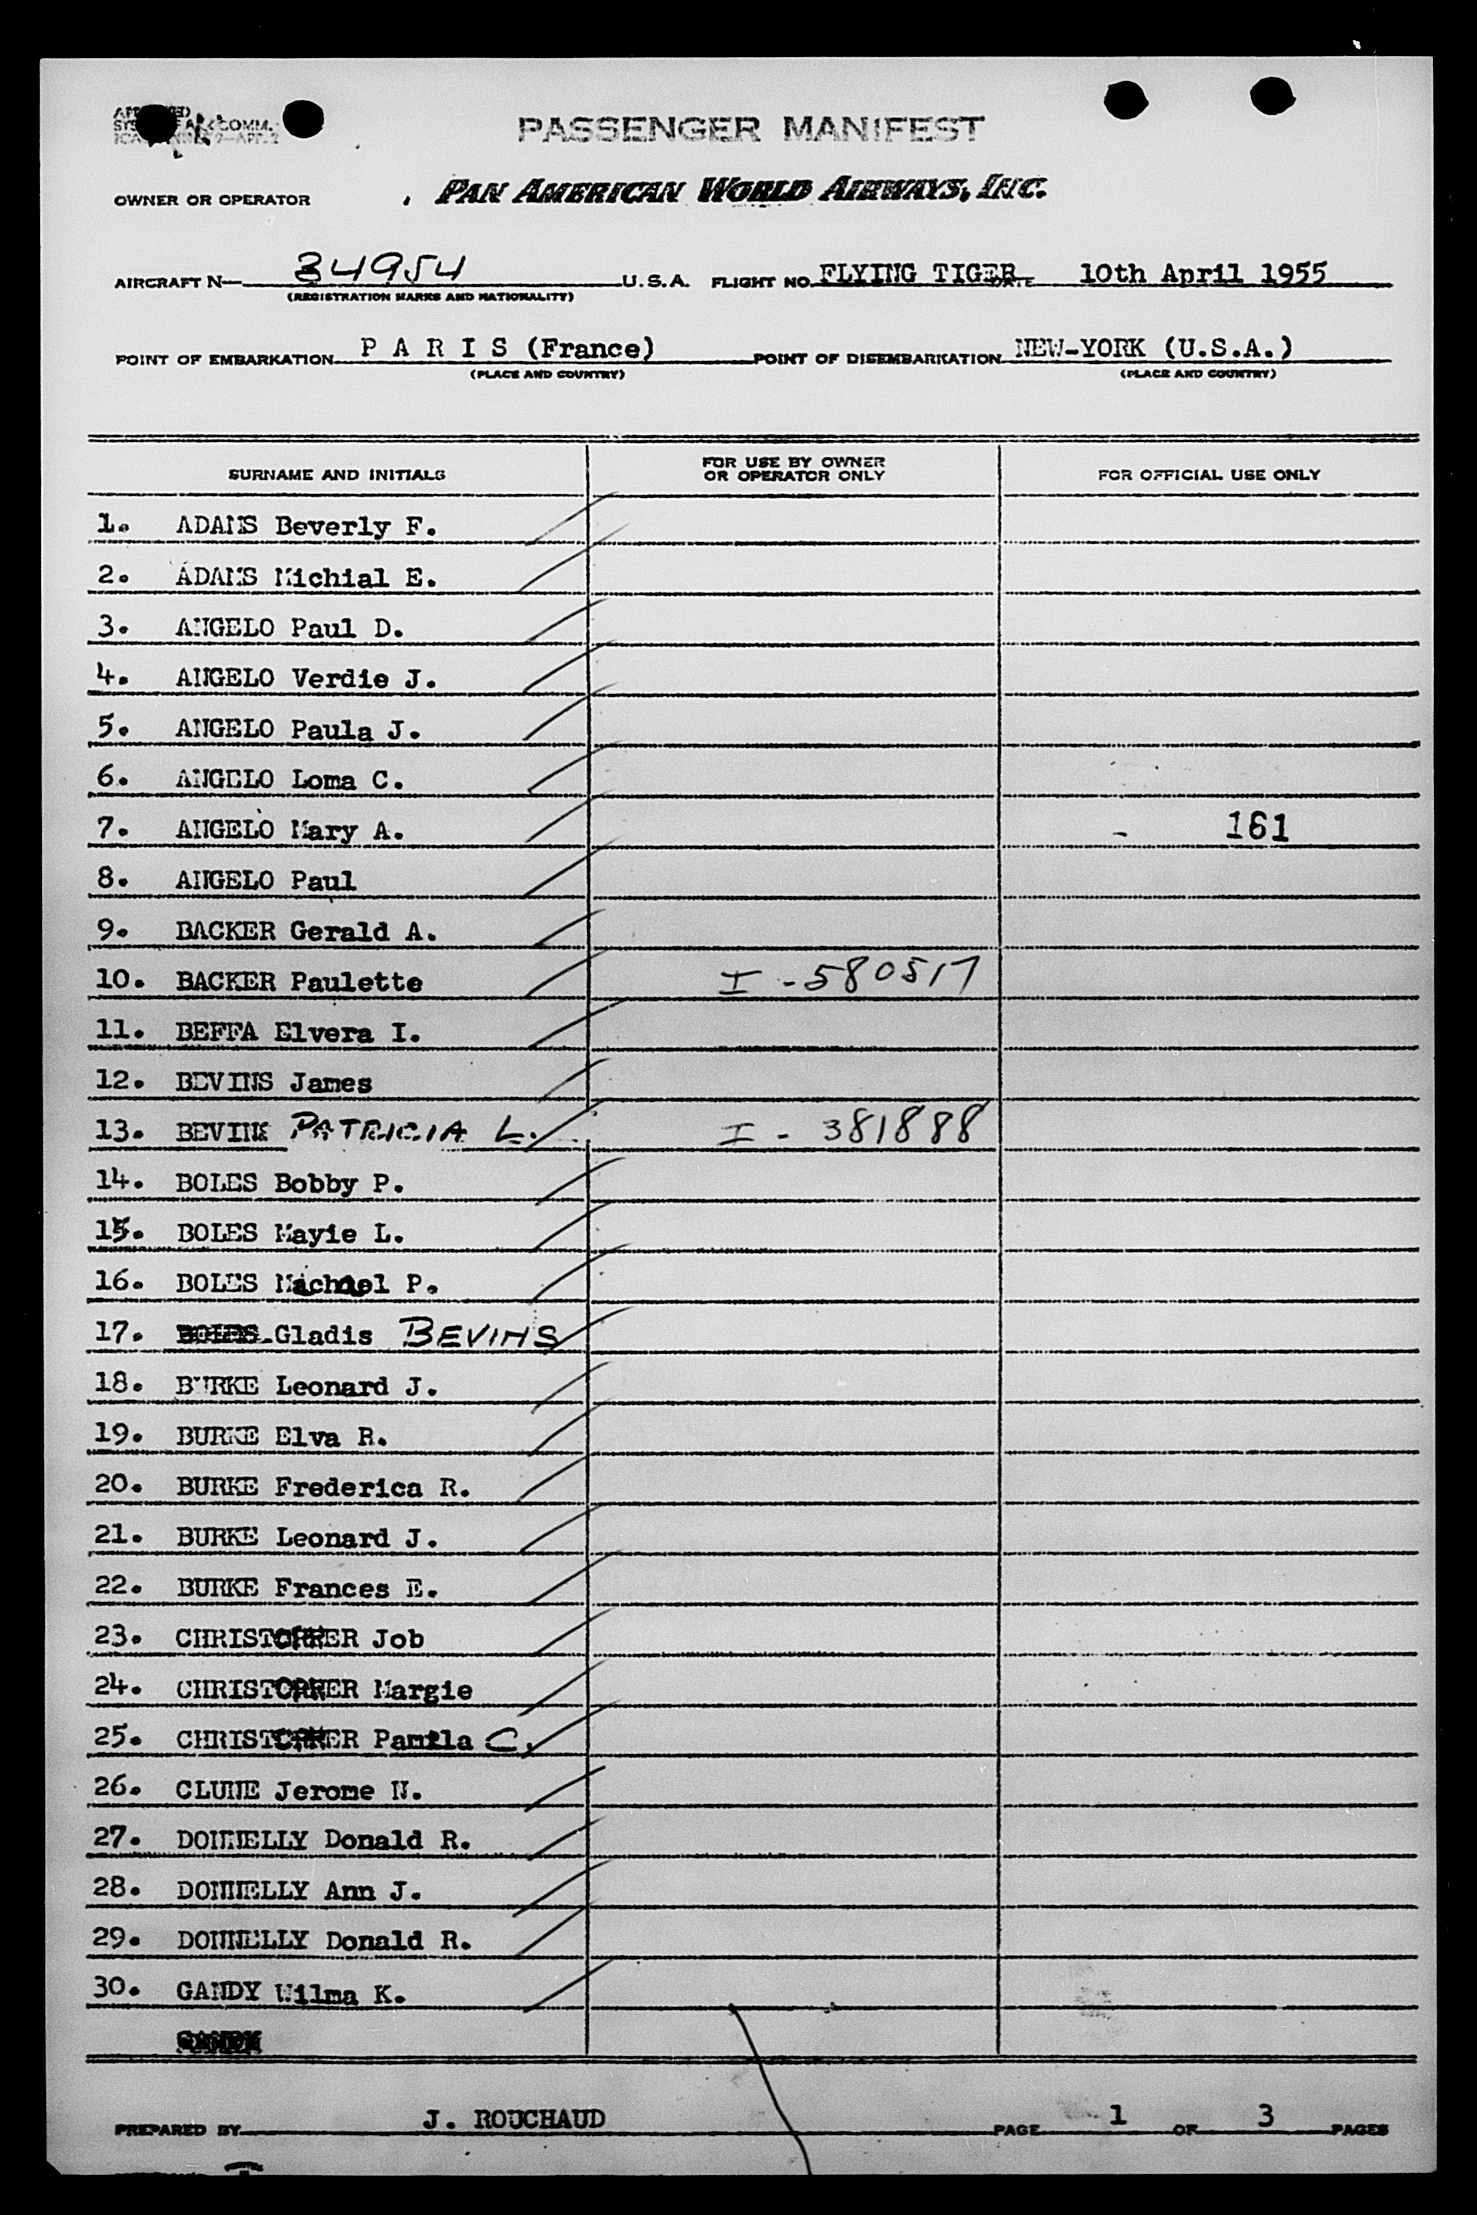 PASSENGER MANIFEST
OWNER OR OPERATOR PAN AMERICAN WORLD AIRWAYS, INC.
AIRCRAFT N— 34954 U.S.A. FLIGHT NO. FLYING TIGER DATE 10th April 1955
(REGISTRATION MARKS AND NATIONALITY)
POINT OF EMBARKATION P A R I S (France) POINT OF DISEMBARKATION NEW-YORK (U.S.A.)
(PLACE AND COUNTRY) (PLACE AND COUNTRY)
FOR USE BY OWNER
SURNAME AND INITIALS OR OPERATOR ONLY FOR OFFICIAL USE ONLY
1. ADAMS Beverly F.
2. ADAMS Michial E.
3. ANGELO Paul D.
4. ANGELO Verdie J.
5. ANGELO Paula J.
6. ANGELO Loma C.
7. ANGELO Mary A. - 161
8. ANGELO Paul
9. BACKER Gerald A.
10. BACKER Paulette I - 580517
11. BEFFA Elvera I.
12. BEVINS James
13. BEVINS PATRICIA L. I - 381888
14. BOLES Bobby P.
15. BOLES Mayie L.
16. BOLES Machael P.
17. BOLES Gladis BEVINS
18. BURKE Leonard J.
19. BURKE Elva R.
20. BURKE Frederica R.
21. BURKE Leonard J.
22. BURKE Frances E.
23. Job
24. Margie
25. Pamila C.
26. CLUNE Jerome N.
27. DONNELLY Donald R.
28. DONNELLY Ann J.
29. DONNELLY Donald R.
30. GANDY Wilma K.
PREPARED BY J. ROUCHAUD PAGE 1 OF 3 PAGES